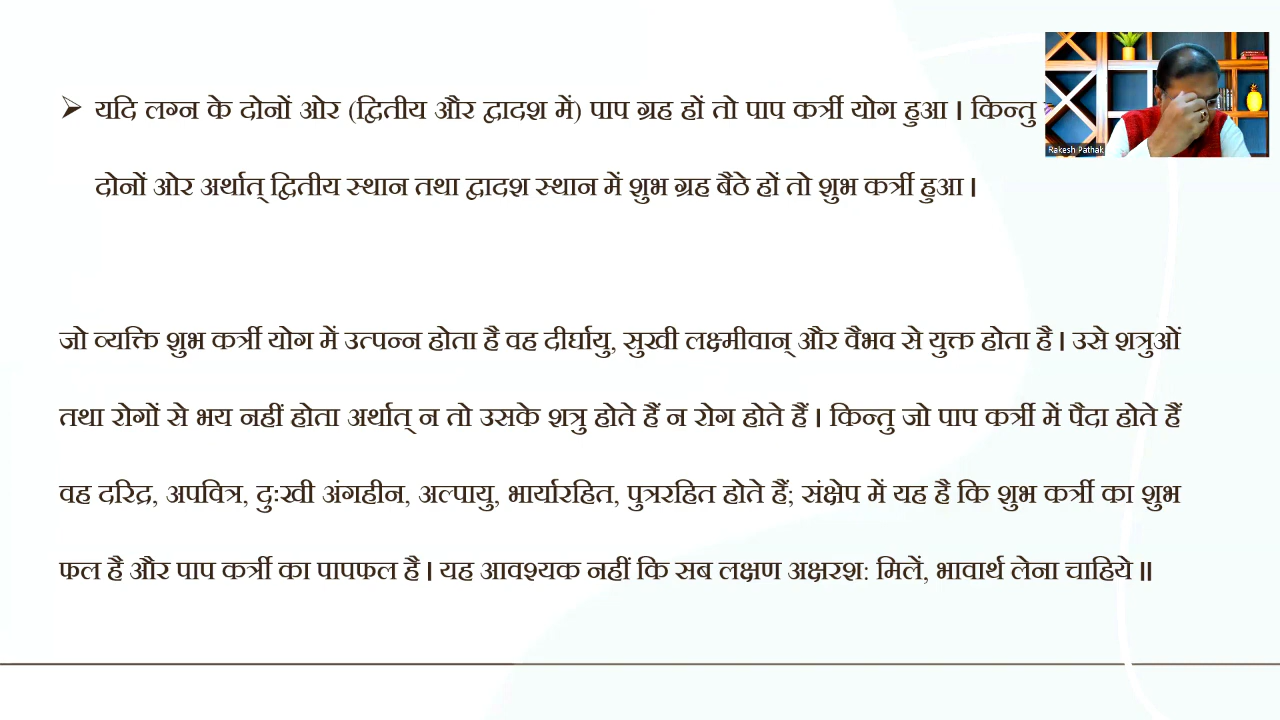 ➢ यदि लग्न के दोनों ओर (द्वितीय और द्वादश में) पाप ग्रह हों तो पाप कर्त्री योग हुआ । किन्तु
दोनों ओर अर्थात् द्वितीय स्थान तथा द्वादश स्थान में शुभ ग्रह बैठे हों तो शुभ कर्त्री हुआ ।
जो व्यक्ति शुभ कर्त्री योग में उत्पन्न होता है वह दीर्घायु, सुखी लक्ष्मीवान् और वैभव से युक्त होता है । उसे शत्रुओं
तथा रोगों से भय नहीं होता अर्थात् न तो उसके शत्रु होते हैं न रोग होते हैं । किन्तु जो पाप कर्त्री में पैदा होते हैं
वह दरिद्र, अपवित्र, दुःखी अंगहीन, अल्पायु, भार्यारहित, पुत्ररहित होते हैं; संक्षेप में यह है कि शुभ कर्त्री का शुभ
फल है और पाप कर्त्री का पापफल है । यह आवश्यक नहीं कि सब लक्षण अक्षरश: मिलें, भावार्थ लेना चाहिये ॥
Rakesh Pathak